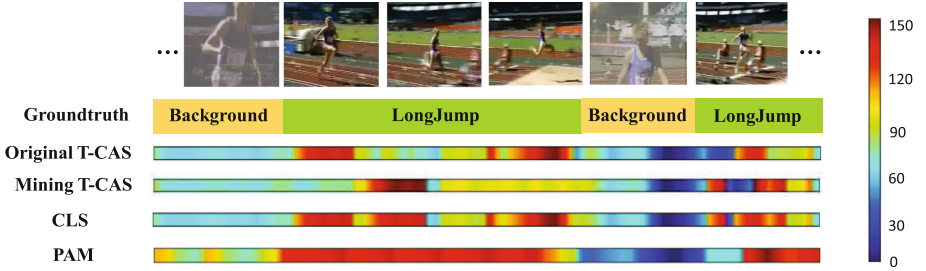 ...
...
Groundtruth
Background
LongJump
Background
LongJump
Original T-CAS
Mining T-CAS
CLS
PAM
150
120
90
60
30
0